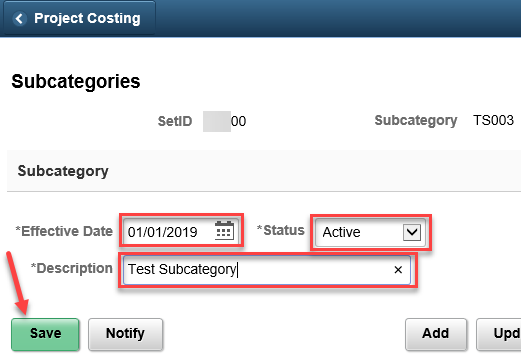 Project Costing
Subcategories
SetID 00 Subcategory TS003
Subcategory
*Effective Date 01/01/2019 *Status Active
*Description Test Subcategory
Save Notify Add